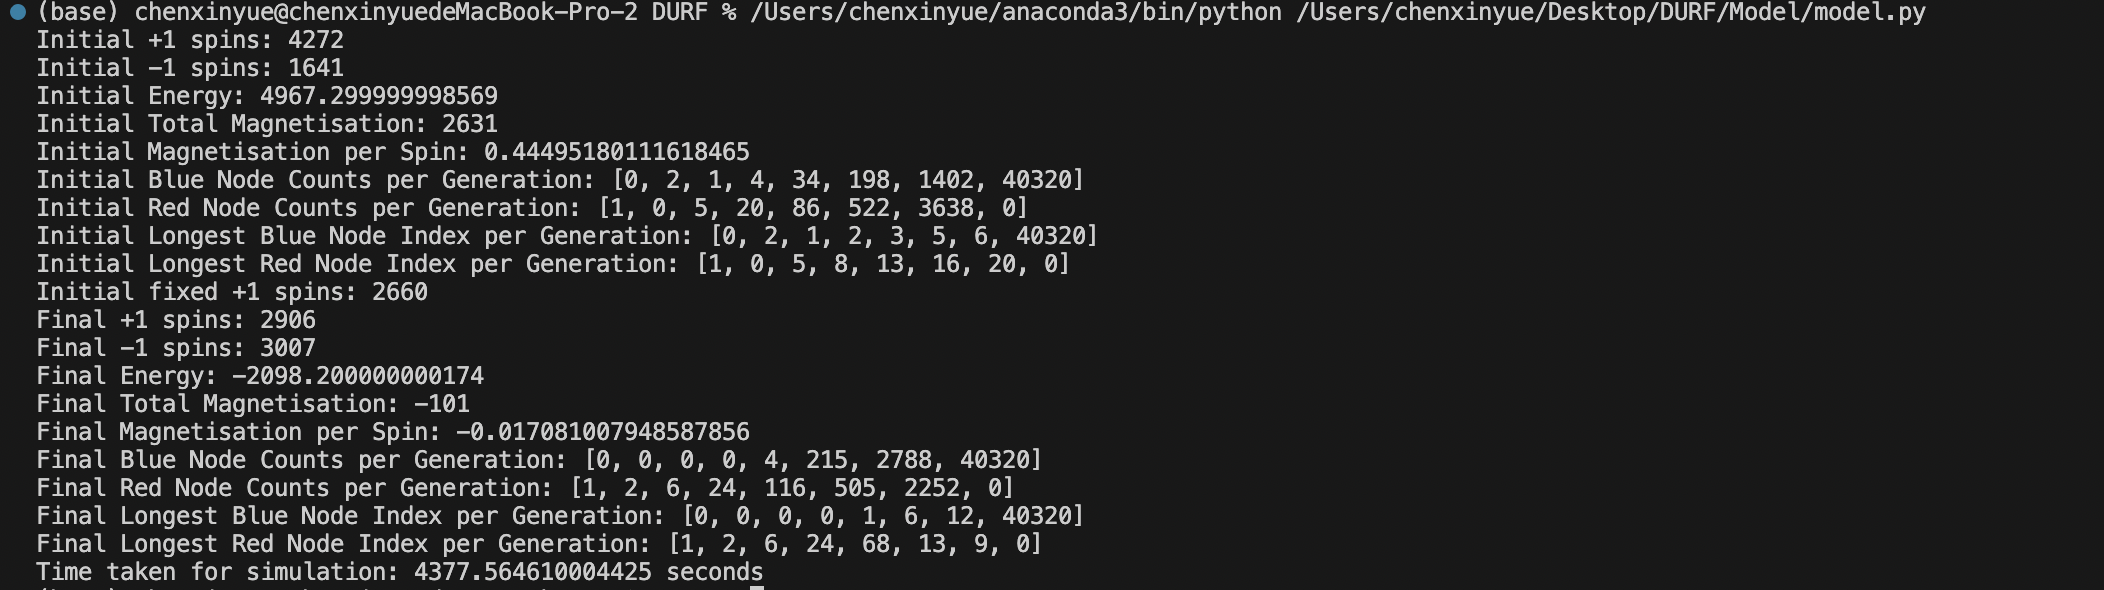 (base) chenxinyue@chenxinyuedeMacBook-Pro-2 DURF % /Users/chenxinyue/anaconda3/bin/python /Users/chenxinyue/Desktop/DURF/Model/model.py
Initial +1 spins: 4272
Initial -1 spins: 1641
Initial Energy: 4967.299999998569
Initial Total Magnetisation: 2631
Initial Magnetisation per Spin: 0.44495180111618465
Initial Blue Node Counts per Generation: [0, 2, 1, 4, 34, 198, 1402, 40320]
Initial Red Node Counts per Generation: [1, 0, 5, 20, 86, 522, 3638, 0]
Initial Longest Blue Node Index per Generation: [0, 2, 1, 2, 3, 5, 6, 40320]
Initial Longest Red Node Index per Generation: [1, 0, 5, 8, 13, 16, 20, 0]
Initial fixed +1 spins: 2660
Final +1 spins: 2906
Final -1 spins: 3007
Final Energy: -2098.200000000174
Final Total Magnetisation: -101
Final Magnetisation per Spin: -0.017081007948587856
Final Blue Node Counts per Generation: [0, 0, 0, 0, 4, 215, 2788, 40320]
Final Red Node Counts per Generation: [1, 2, 6, 24, 116, 505, 2252, 0]
Final Longest Blue Node Index per Generation: [0, 0, 0, 0, 1, 6, 12, 40320]
Final Longest Red Node Index per Generation: [1, 2, 6, 24, 68, 13, 9, 0]
Time taken for simulation: 4377.564610004425 seconds